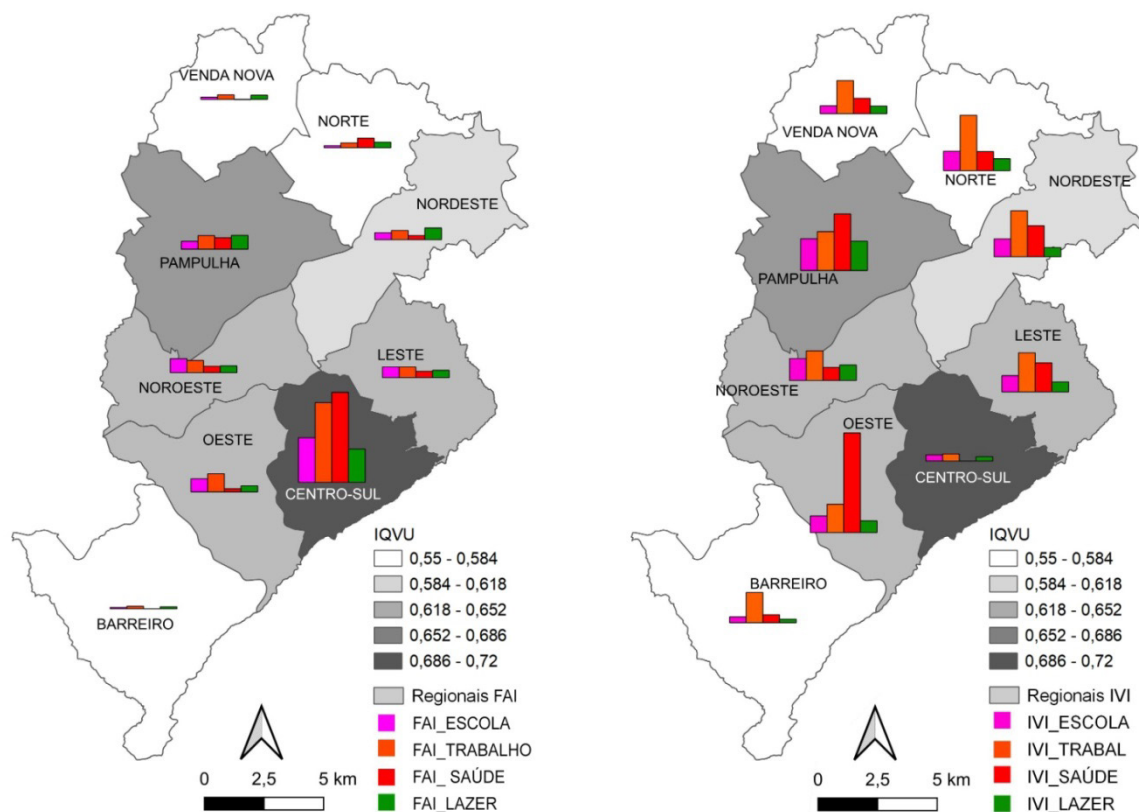 VENDA NOVA
NORTE
NORDESTE
PAMPULHA
LESTE
NOROESTE
OESTE
CENTRO-SUL
BARREIRO
IQVU
0,55 - 0,584
0,584 - 0,618
0,618 - 0,652
0,652 - 0,686
0,686 - 0,72
Regionais FAI
FAI_ESCOLA
FAI_TRABALHO
FAI_SAÚDE
FAI_LAZER
0 2,5 5 km
VENDA NOVA
NORTE
NORDESTE
PAMPULHA
LESTE
NOROESTE
OESTE
CENTRO-SUL
BARREIRO
IQVU
0,55 - 0,584
0,584 - 0,618
0,618 - 0,652
0,652 - 0,686
0,686 - 0,72
Regionais IVI
IVI_ESCOLA
IVI_TRABAL
IVI_SAÚDE
IVI_LAZER
0 2,5 5 km